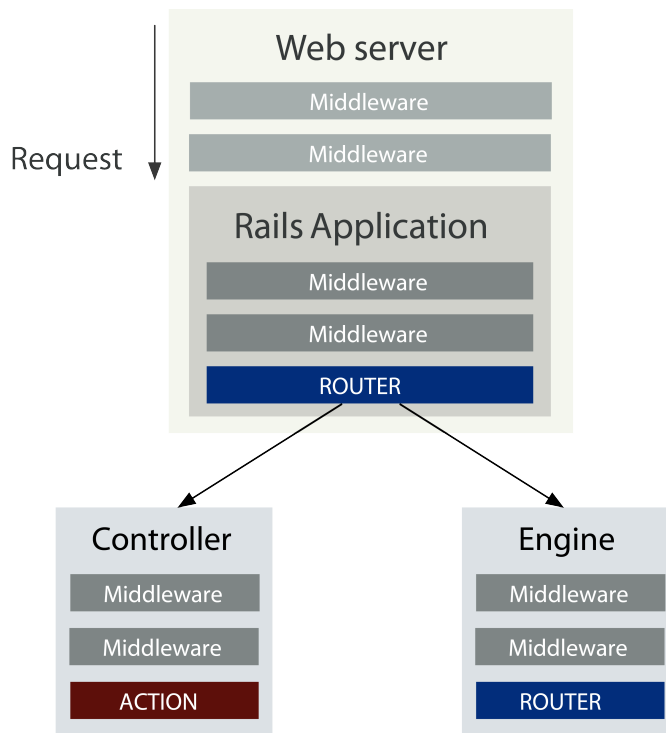 Web server
Middleware
Request
Middleware
Rails Application
Middleware
Middleware
ROUTER
Controller
Middleware
Middleware
ACTION
Engine
Middleware
Middleware
ROUTER